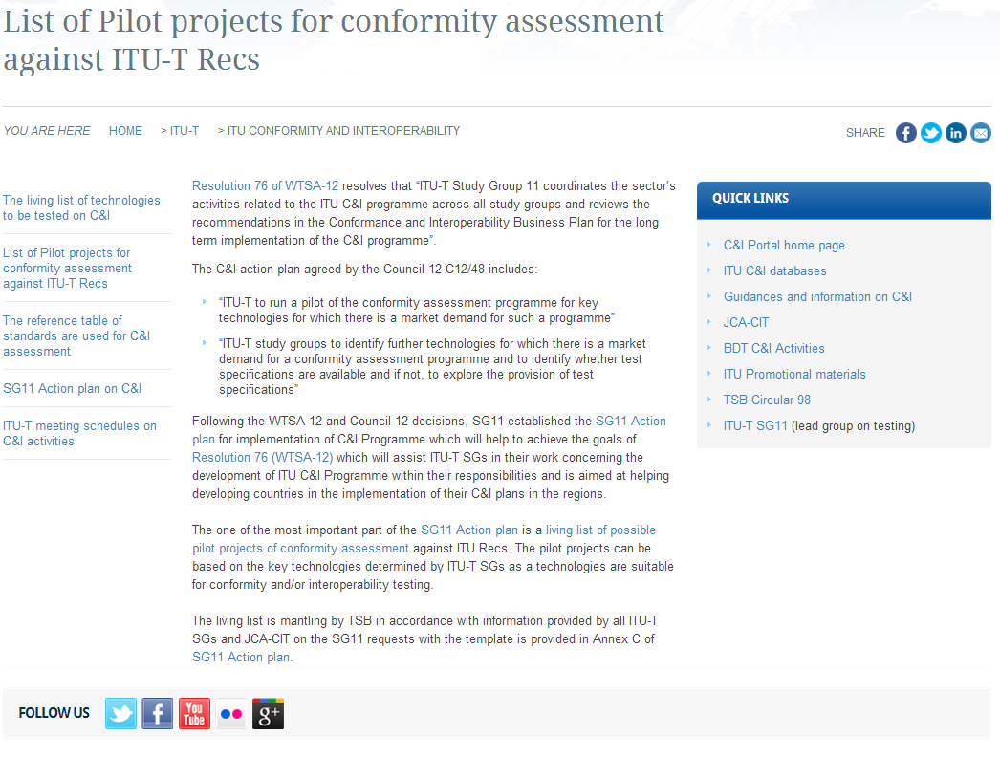 List of Pilot projects for conformity assessment
against ITU-T Recs
YOU ARE HERE HOME > ITU-T > ITU CONFORMITY AND INTEROPERABILITY
SHARE
The living list of technologies
to be tested on C&I
List of Pilot projects for
conformity assessment
against ITU-T Recs
The reference table of
standards are used for C&I
assessment
SG11 Action plan on C&I
ITU-T meeting schedules on
C&I activities
Resolution 76 of WTSA-12 resolves that “ITU-T Study Group 11 coordinates the sector’s
activities related to the ITU C&I programme across all study groups and reviews the
recommendations in the Conformance and Interoperability Business Plan for the long
term implementation of the C&I programme”.
The C&I action plan agreed by the Council-12 C12/48 includes:
“ITU-T to run a pilot of the conformity assessment programme for key
technologies for which there is a market demand for such a programme”
“ITU-T study groups to identify further technologies for which there is a market
demand for a conformity assessment programme and to identify whether test
specifications are available and if not, to explore the provision of test
specifications”
Following the WTSA-12 and Council-12 decisions, SG11 established the SG11 Action
plan for implementation of C&I Programme which will help to achieve the goals of
Resolution 76 (WTSA-12) which will assist ITU-T SGs in their work concerning the
development of ITU C&I Programme within their responsibilities and is aimed at helping
developing countries in the implementation of their C&I plans in the regions.
The one of the most important part of the SG11 Action plan is a living list of possible
pilot projects of conformity assessment against ITU Recs. The pilot projects can be
based on the key technologies determined by ITU-T SGs as a technologies are suitable
for conformity and/or interoperability testing.
The living list is mantling by TSB in accordance with information provided by all ITU-T
SGs and JCA-CIT on the SG11 requests with the template is provided in Annex C of
SG11 Action plan.
QUICK LINKS
C&I Portal home page
ITU C&I databases
Guidances and information on C&I
JCA-CIT
BDT C&I Activities
ITU Promotional materials
TSB Circular 98
ITU-T SG11 (lead group on testing)
FOLLOW US
You
Tube
g+